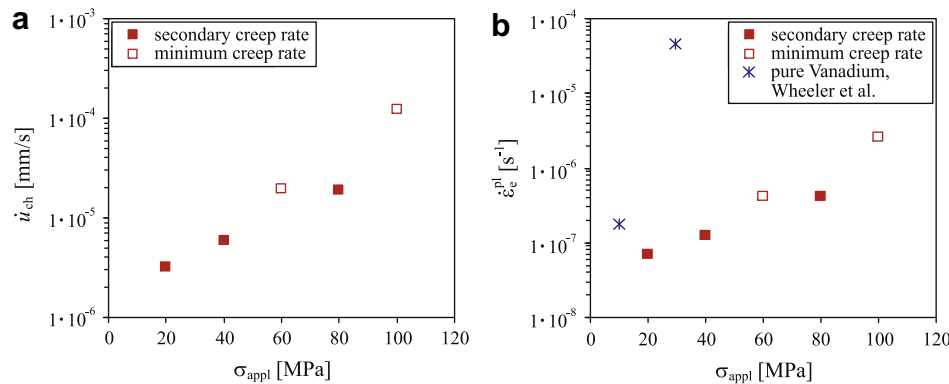 a
1·10⁻³
1·10⁻⁴
1·10⁻⁵
1·10⁻⁶
u̇ch [mm/s]
secondary creep rate
minimum creep rate
0 20 40 60 80 100 120
σappl [MPa]
b
1·10⁻⁴
1·10⁻⁵
1·10⁻⁶
1·10⁻⁷
1·10⁻⁸
ε̇ₑᵖˡ [s⁻¹]
secondary creep rate
minimum creep rate
pure Vanadium,
Wheeler et al.
0 20 40 60 80 100 120
σappl [MPa]